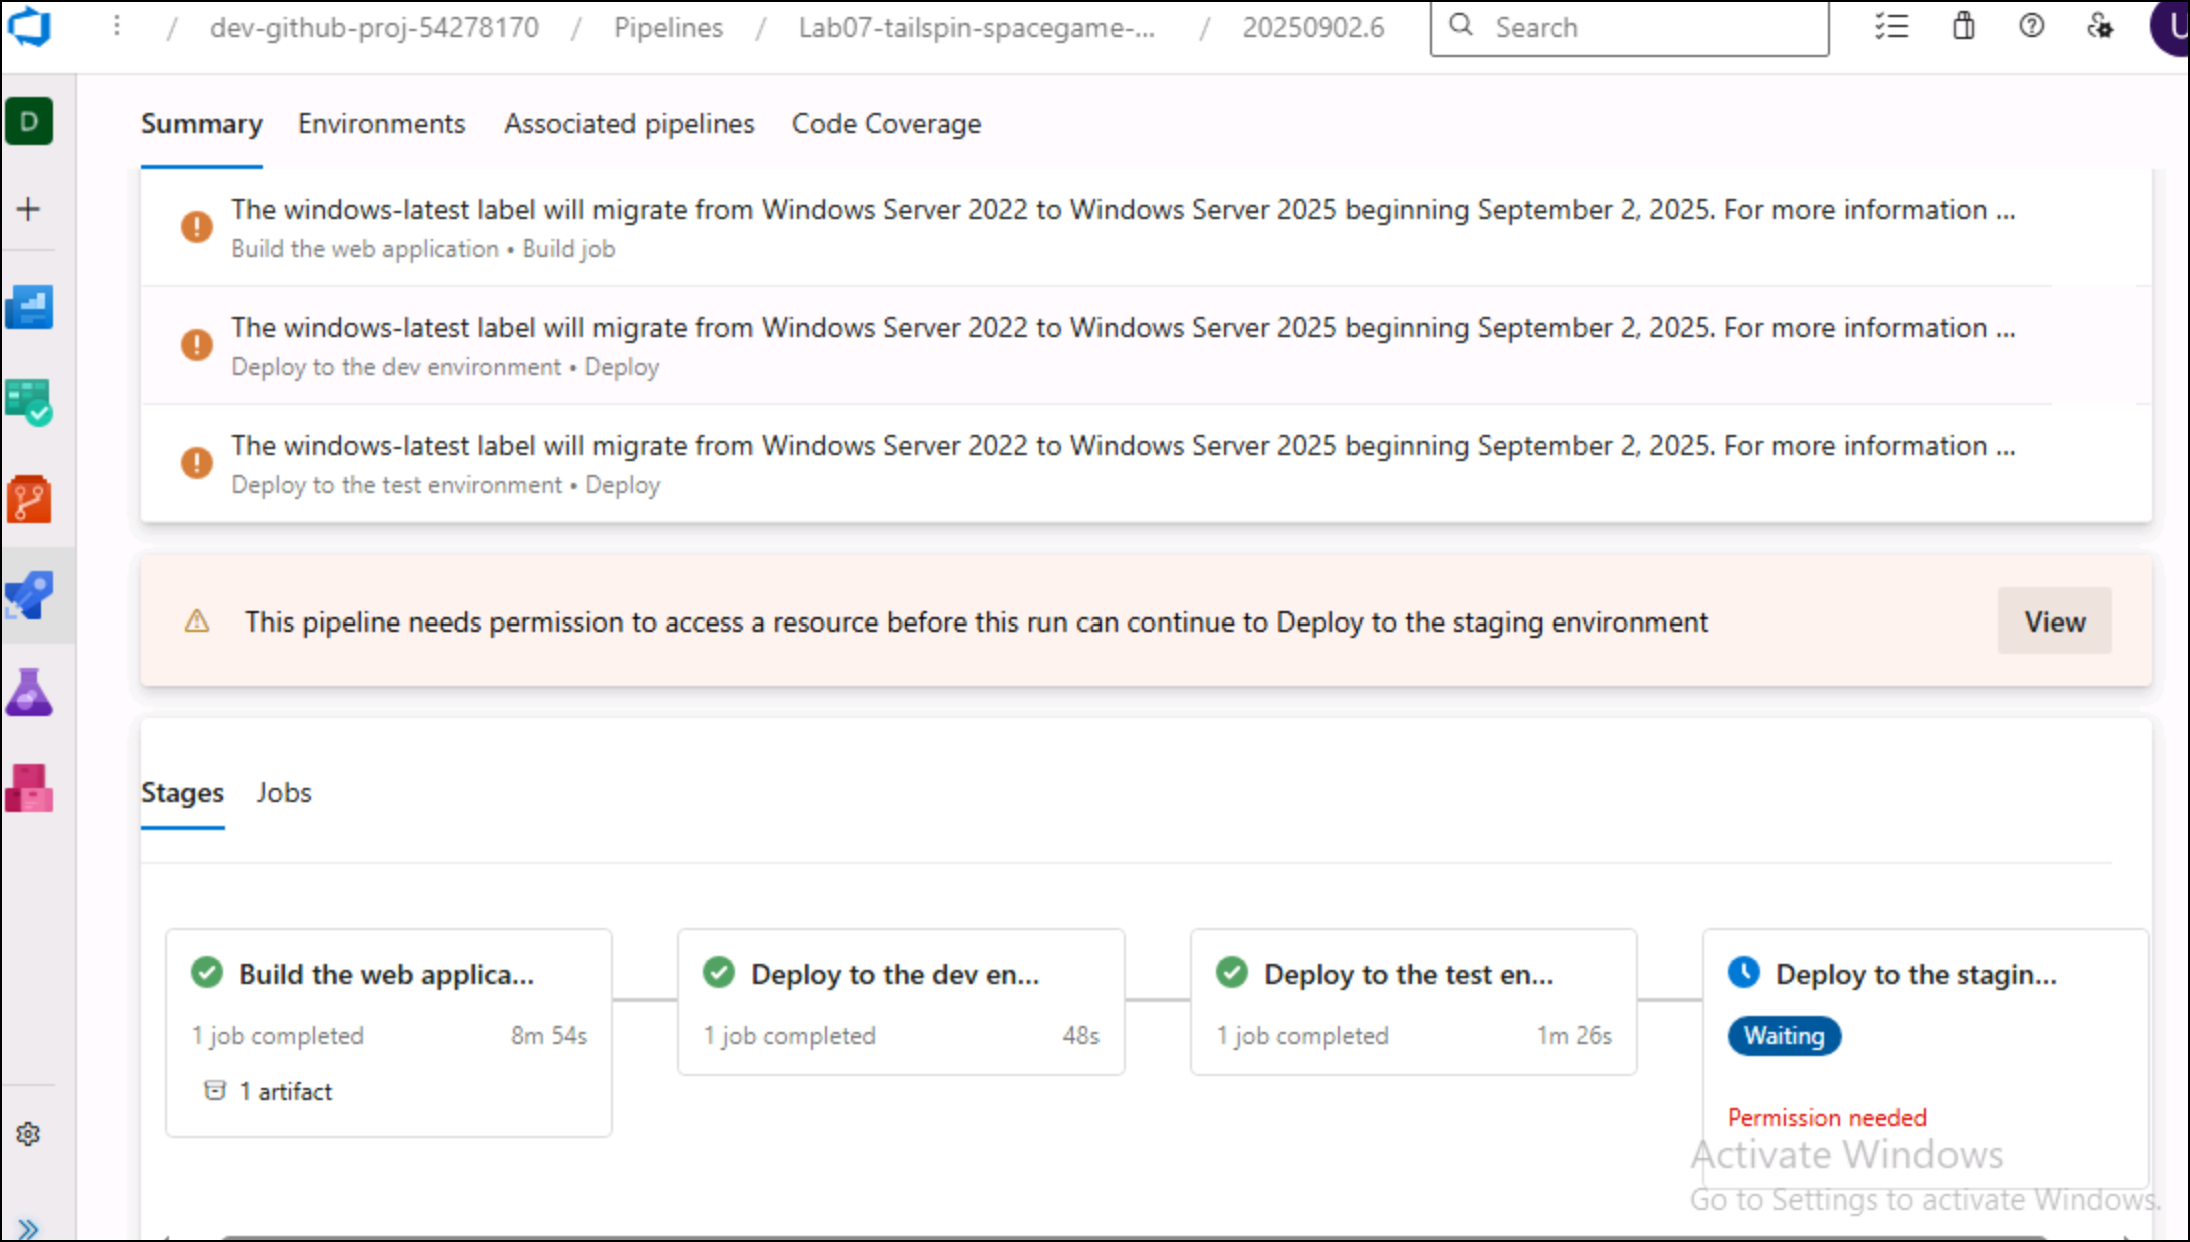 / dev-github-proj-54278170 / Pipelines / Lab07-tailspin-spacegame-... / 20250902.6 Search U
D
Summary Environments Associated pipelines Code Coverage
The windows-latest label will migrate from Windows Server 2022 to Windows Server 2025 beginning September 2, 2025. For more information ...
Build the web application • Build job
The windows-latest label will migrate from Windows Server 2022 to Windows Server 2025 beginning September 2, 2025. For more information ...
Deploy to the dev environment • Deploy
The windows-latest label will migrate from Windows Server 2022 to Windows Server 2025 beginning September 2, 2025. For more information ...
Deploy to the test environment • Deploy
This pipeline needs permission to access a resource before this run can continue to Deploy to the staging environment View
Stages Jobs
Build the web applica...
1 job completed 8m 54s
1 artifact
Deploy to the dev en...
1 job completed 48s
Deploy to the test en...
1 job completed 1m 26s
Deploy to the stagin...
Waiting
Permission needed
Activate Windows
Go to Settings to activate Windows.